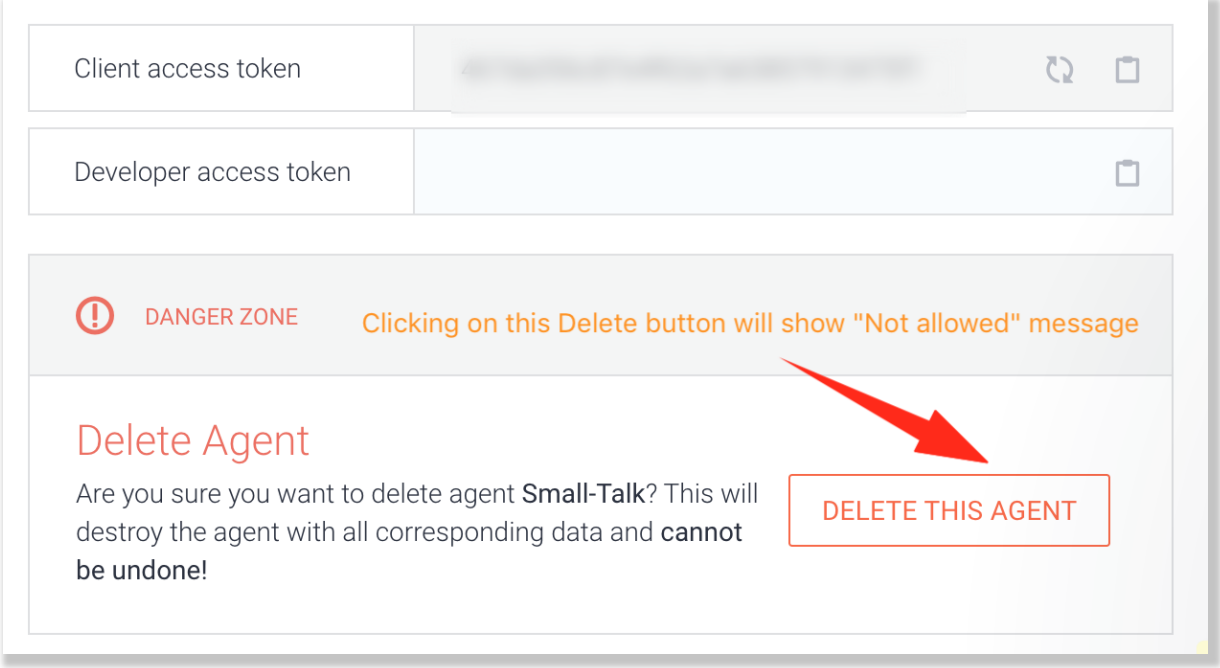 Client access token
Developer access token
DANGER ZONE
Clicking on this Delete button will show "Not allowed" message
Delete Agent
Are you sure you want to delete agent Small-Talk? This will
destroy the agent with all corresponding data and cannot
be undone!
DELETE THIS AGENT